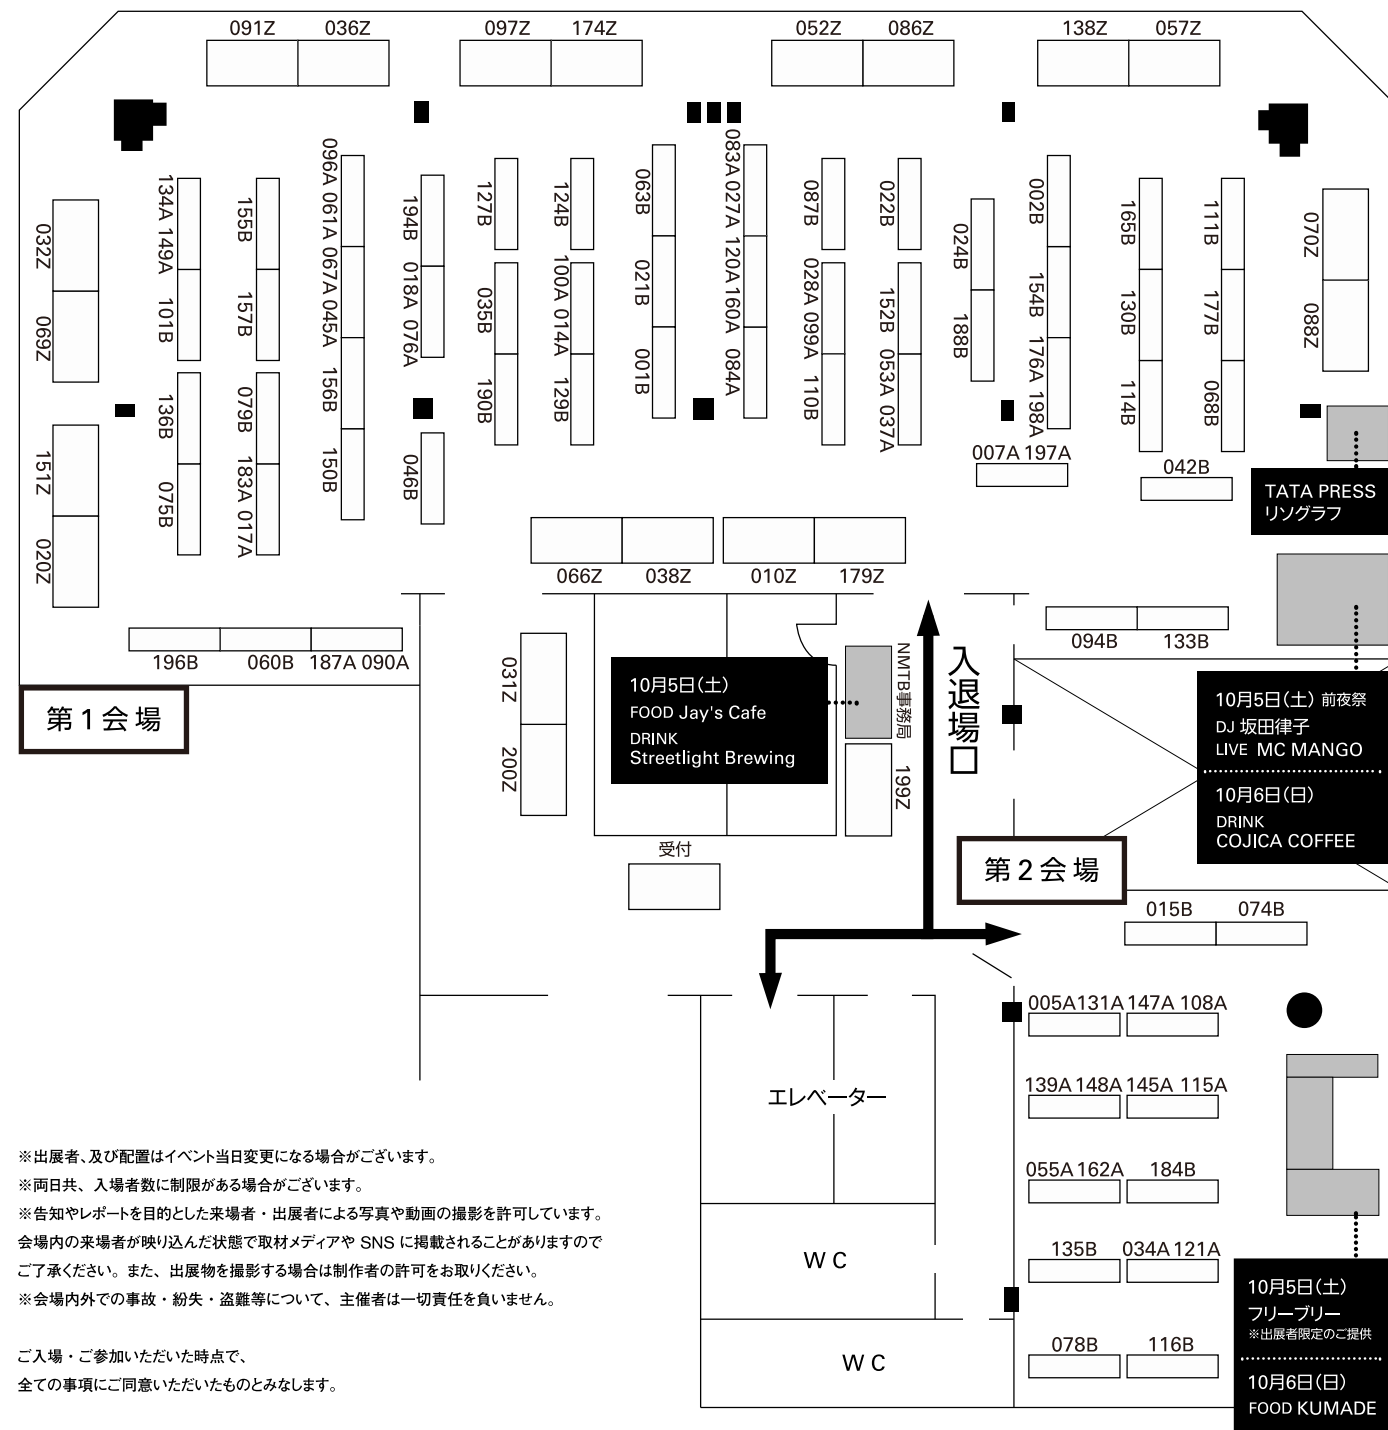 091Z 036Z 097Z 174Z 052Z 086Z 138Z 057Z
032Z
069Z
151Z
020Z
134A 149A
101B
136B
075B
155B
157B
079B
183A 017A
096A 061A
067A 045A
156B
150B
194B
018A 076A
046B
127B
035B
190B
124B
100A 014A
129B
063B
021B
001B
083A 027A
120A 160A
084A
087B
028A 099A
110B
022B
152B
053A 037A
024B
188B
002B
154B
176A 198A
007A 197A
165B
130B
114B
042B
111B
177B
068B
070Z
088Z
TATA PRESS
リソグラフ
066Z 038Z 010Z 179Z
196B 060B 187A 090A
094B 133B
第1会場
031Z
200Z
10月5日(土)
FOOD Jay's Cafe
DRINK
Streetlight Brewing
NMTB事務局
199Z
入退場口
10月5日(土) 前夜祭
DJ 坂田律子
LIVE MC MANGO
10月6日(日)
DRINK
COJICA COFFEE
受付
第2会場
015B 074B
005A 131A 147A 108A
139A 148A 145A 115A
055A 162A 184B
135B 034A 121A
078B 116B
エレベーター
WC
WC
10月5日(土)
フリーブリー
※出展者限定のご提供
10月6日(日)
FOOD KUMADE
※出展者、及び配置はイベント当日変更になる場合がございます。
※両日共、入場者数に制限がある場合がございます。
※告知やレポートを目的とした来場者・出展者による写真や動画の撮影を許可しています。
会場内の来場者が映り込んだ状態で取材メディアや SNS に掲載されることがありますので
ご了承ください。また、出展物を撮影する場合は制作者の許可をお取りください。
※会場内外での事故・紛失・盗難等について、主催者は一切責任を負いません。
ご入場・ご参加いただいた時点で、
全ての事項にご同意いただいたものとみなします。